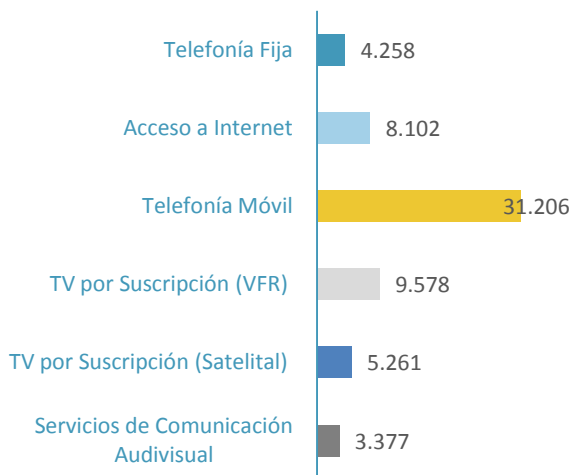 Telefonía Fija 4.258
Acceso a Internet 8.102
Telefonía Móvil 31.206
TV por Suscripción (VFR) 9.578
TV por Suscripción (Satelital) 5.261
Servicios de Comunicación
Audivisual 3.377